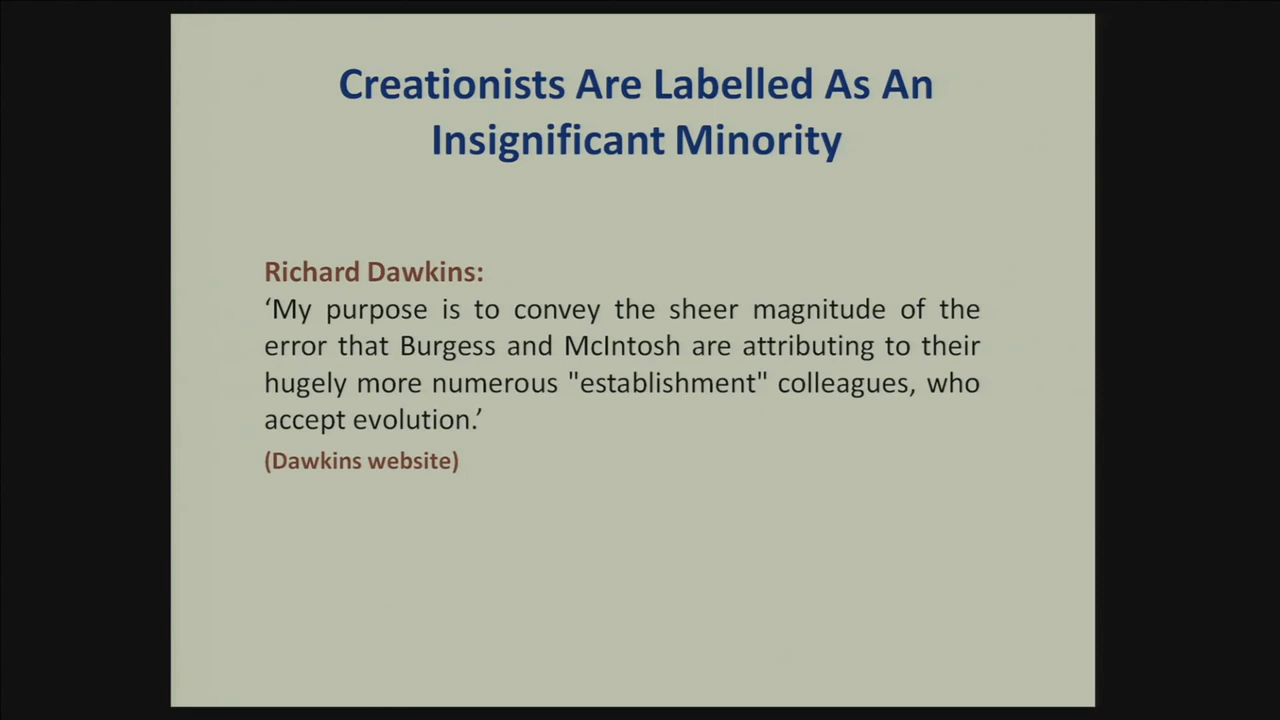 Creationists Are Labelled As An
Insignificant Minority
Richard Dawkins:
‘My purpose is to convey the sheer magnitude of the
error that Burgess and McIntosh are attributing to their
hugely more numerous "establishment" colleagues, who
accept evolution.’
(Dawkins website)